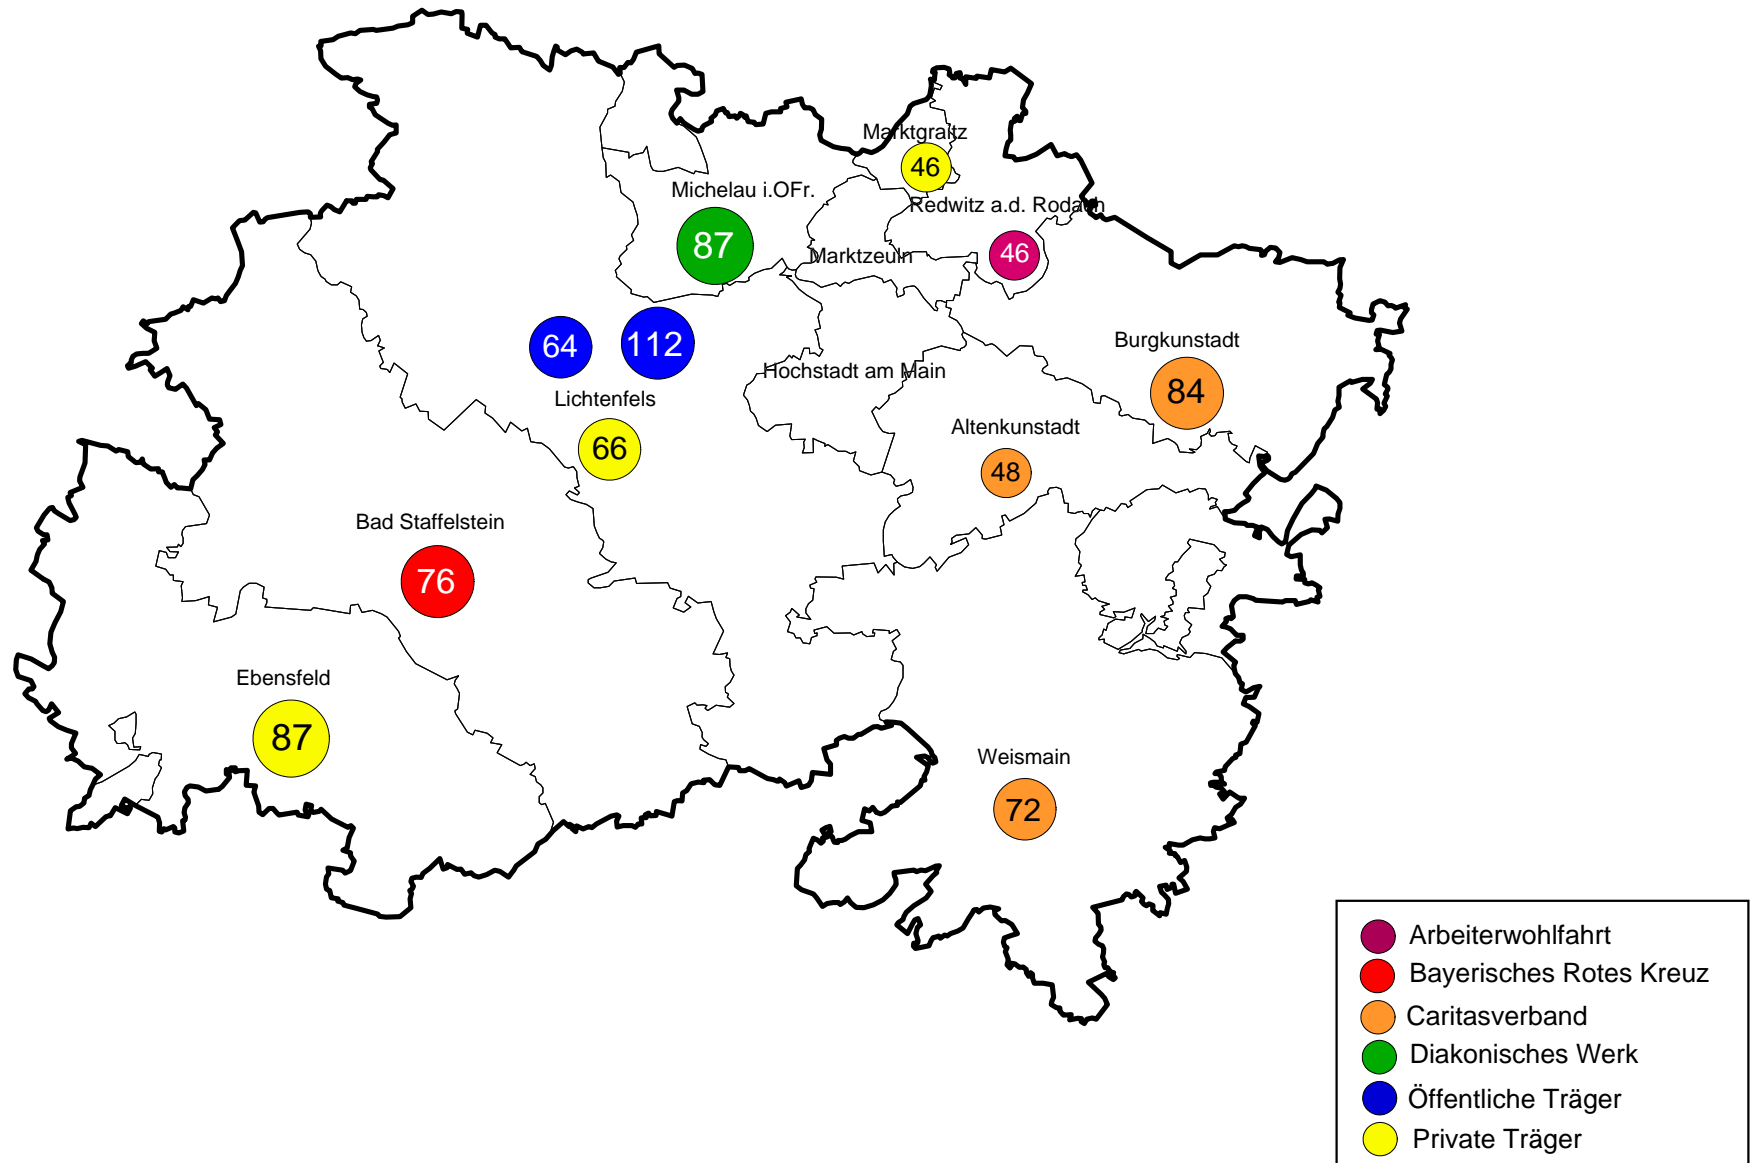 Marktgraitz
46
Michelau i.OFr.
87
Redwitz a.d. Rodach
46
Marktzeuln
64
112
Lichtenfels
66
Hochstadt am Main
Burgkunstadt
84
Altenkunstadt
48
Bad Staffelstein
76
Ebensfeld
87
Weismain
72
Arbeiterwohlfahrt
Bayerisches Rotes Kreuz
Caritasverband
Diakonisches Werk
Öffentliche Träger
Private Träger